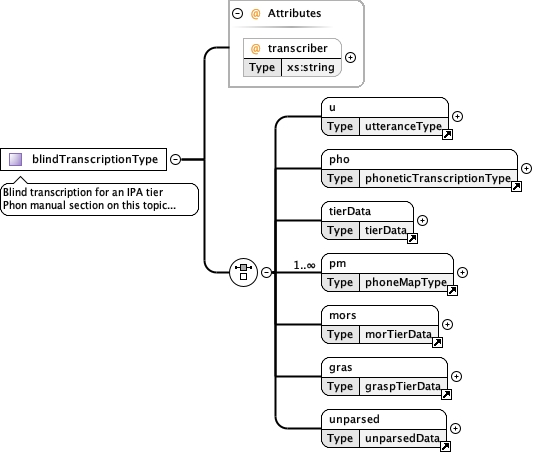 @ Attributes
@ transcriber
Type xs:string
blindTranscriptionType
Blind transcription for an IPA tier
Phon manual section on this topic...
u
Type utteranceType
pho
Type phoneticTranscriptionType
tierData
Type tierData
1..∞
pm
Type phoneMapType
mors
Type morTierData
gras
Type graspTierData
unparsed
Type unparsedData